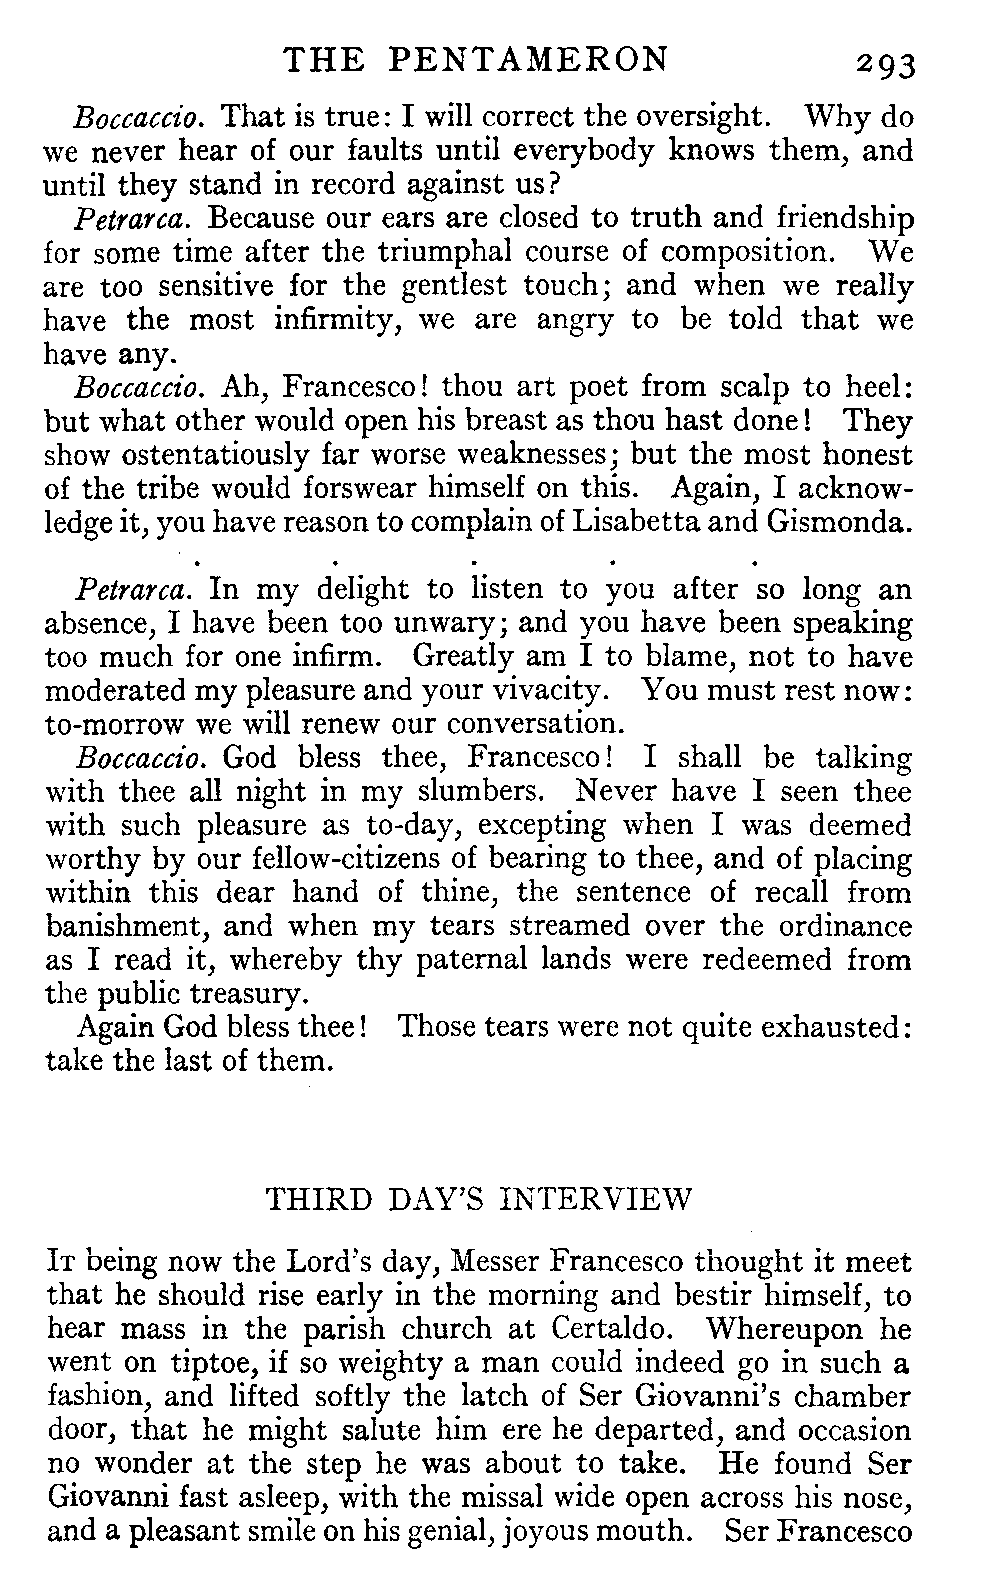 THE PENTAMERON 293
Boccaccio. That is true: I will correct the oversight. Why do
we never hear of our faults until everybody knows them, and
until they stand in record against us?
Petrarca. Because our ears are closed to truth and friendship
for some time after the triumphal course of composition. We
are too sensitive for the gentlest touch; and when we really
have the most infirmity, we are angry to be told that we
have any.
Boccaccio. Ah, Francesco! thou art poet from scalp to heel:
but what other would open his breast as thou hast done! They
show ostentatiously far worse weaknesses; but the most honest
of the tribe would forswear himself on this. Again, I acknow-
ledge it, you have reason to complain of Lisabetta and Gismonda.
. . . . .
Petrarca. In my delight to listen to you after so long an
absence, I have been too unwary; and you have been speaking
too much for one infirm. Greatly am I to blame, not to have
moderated my pleasure and your vivacity. You must rest now:
to-morrow we will renew our conversation.
Boccaccio. God bless thee, Francesco! I shall be talking
with thee all night in my slumbers. Never have I seen thee
with such pleasure as to-day, excepting when I was deemed
worthy by our fellow-citizens of bearing to thee, and of placing
within this dear hand of thine, the sentence of recall from
banishment, and when my tears streamed over the ordinance
as I read it, whereby thy paternal lands were redeemed from
the public treasury.
Again God bless thee! Those tears were not quite exhausted:
take the last of them.
THIRD DAY'S INTERVIEW
IT being now the Lord's day, Messer Francesco thought it meet
that he should rise early in the morning and bestir himself, to
hear mass in the parish church at Certaldo. Whereupon he
went on tiptoe, if so weighty a man could indeed go in such a
fashion, and lifted softly the latch of Ser Giovanni's chamber
door, that he might salute him ere he departed, and occasion
no wonder at the step he was about to take. He found Ser
Giovanni fast asleep, with the missal wide open across his nose,
and a pleasant smile on his genial, joyous mouth. Ser Francesco